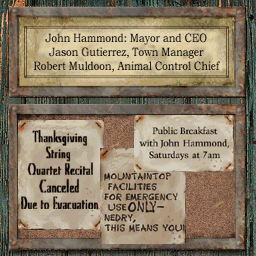 John Hammond: Mayor and CEO
Jason Gutierrez, Town Manager
Robert Muldoon, Animal Control Chief
Thanksgiving
String
Quartet Recital
Canceled
Due to Evacuation
Public Breakfast
with John Hammond,
Saturdays at 7am
MOUNTAINTOP
FACILITIES
FOR EMERGENCY
USE ONLY-
NEDRY,
THIS MEANS YOU!